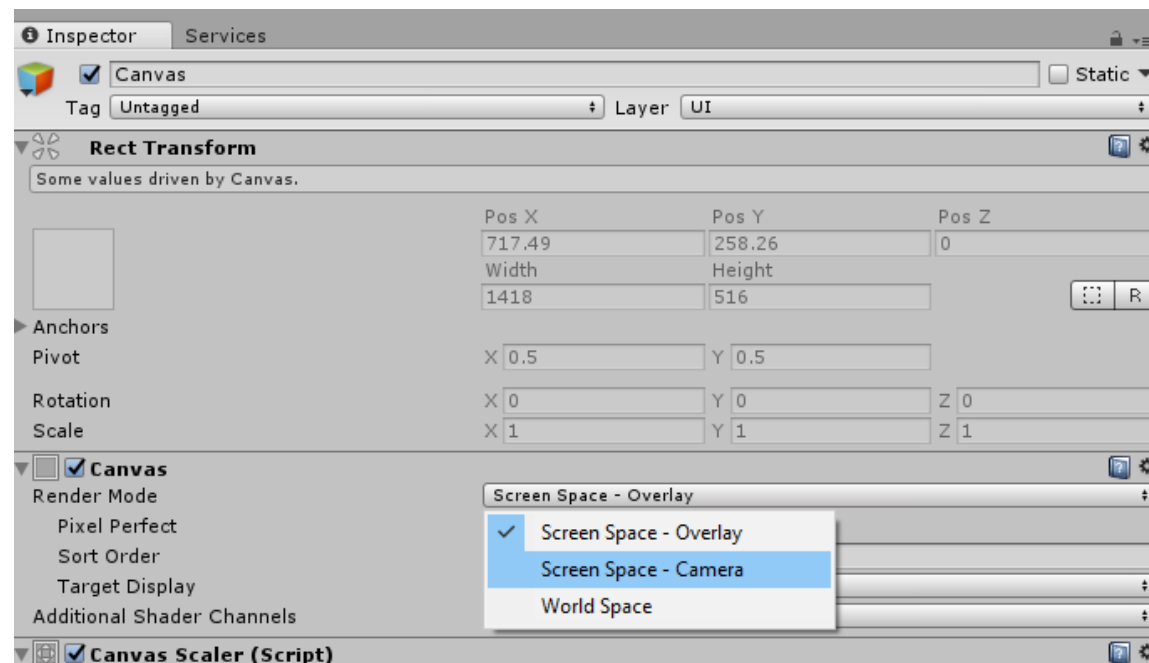 Inspector Services
Canvas Static
Tag Untagged Layer UI
Rect Transform
Some values driven by Canvas.
Pos X Pos Y Pos Z
717.49 258.26 0
Width Height
1418 516 R
Anchors
Pivot X 0.5 Y 0.5
Rotation X 0 Y 0 Z 0
Scale X 1 Y 1 Z 1
Canvas
Render Mode Screen Space - Overlay
Pixel Perfect Screen Space - Overlay
Sort Order Screen Space - Camera
Target Display World Space
Additional Shader Channels
Canvas Scaler (Script)